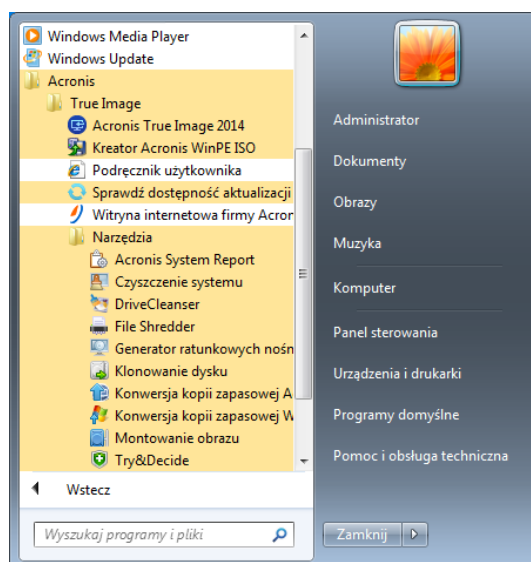 Windows Media Player
Windows Update
Acronis
True Image
Acronis True Image 2014
Kreator Acronis WinPE ISO
Podręcznik użytkownika
Sprawdź dostępność aktualizacji
Witryna internetowa firmy Acror
Narzędzia
Acronis System Report
Czyszczenie systemu
DriveCleanser
File Shredder
Generator ratunkowych nośn
Klonowanie dysku
Konwersja kopii zapasowej A
Konwersja kopii zapasowej W
Montowanie obrazu
Try&Decide
Wstecz
Wyszukaj programy i pliki
Administrator
Dokumenty
Obrazy
Muzyka
Komputer
Panel sterowania
Urządzenia i drukarki
Programy domyślne
Pomoc i obsługa techniczna
Zamknij